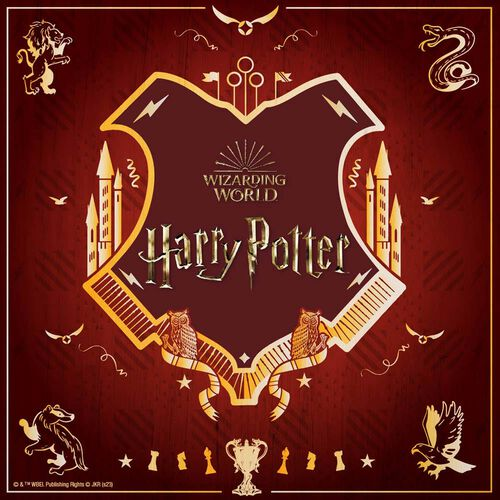 WIZARDING
WORLD
Harry Potter
© & ™ WBEI. Publishing Rights © JKR (s23)